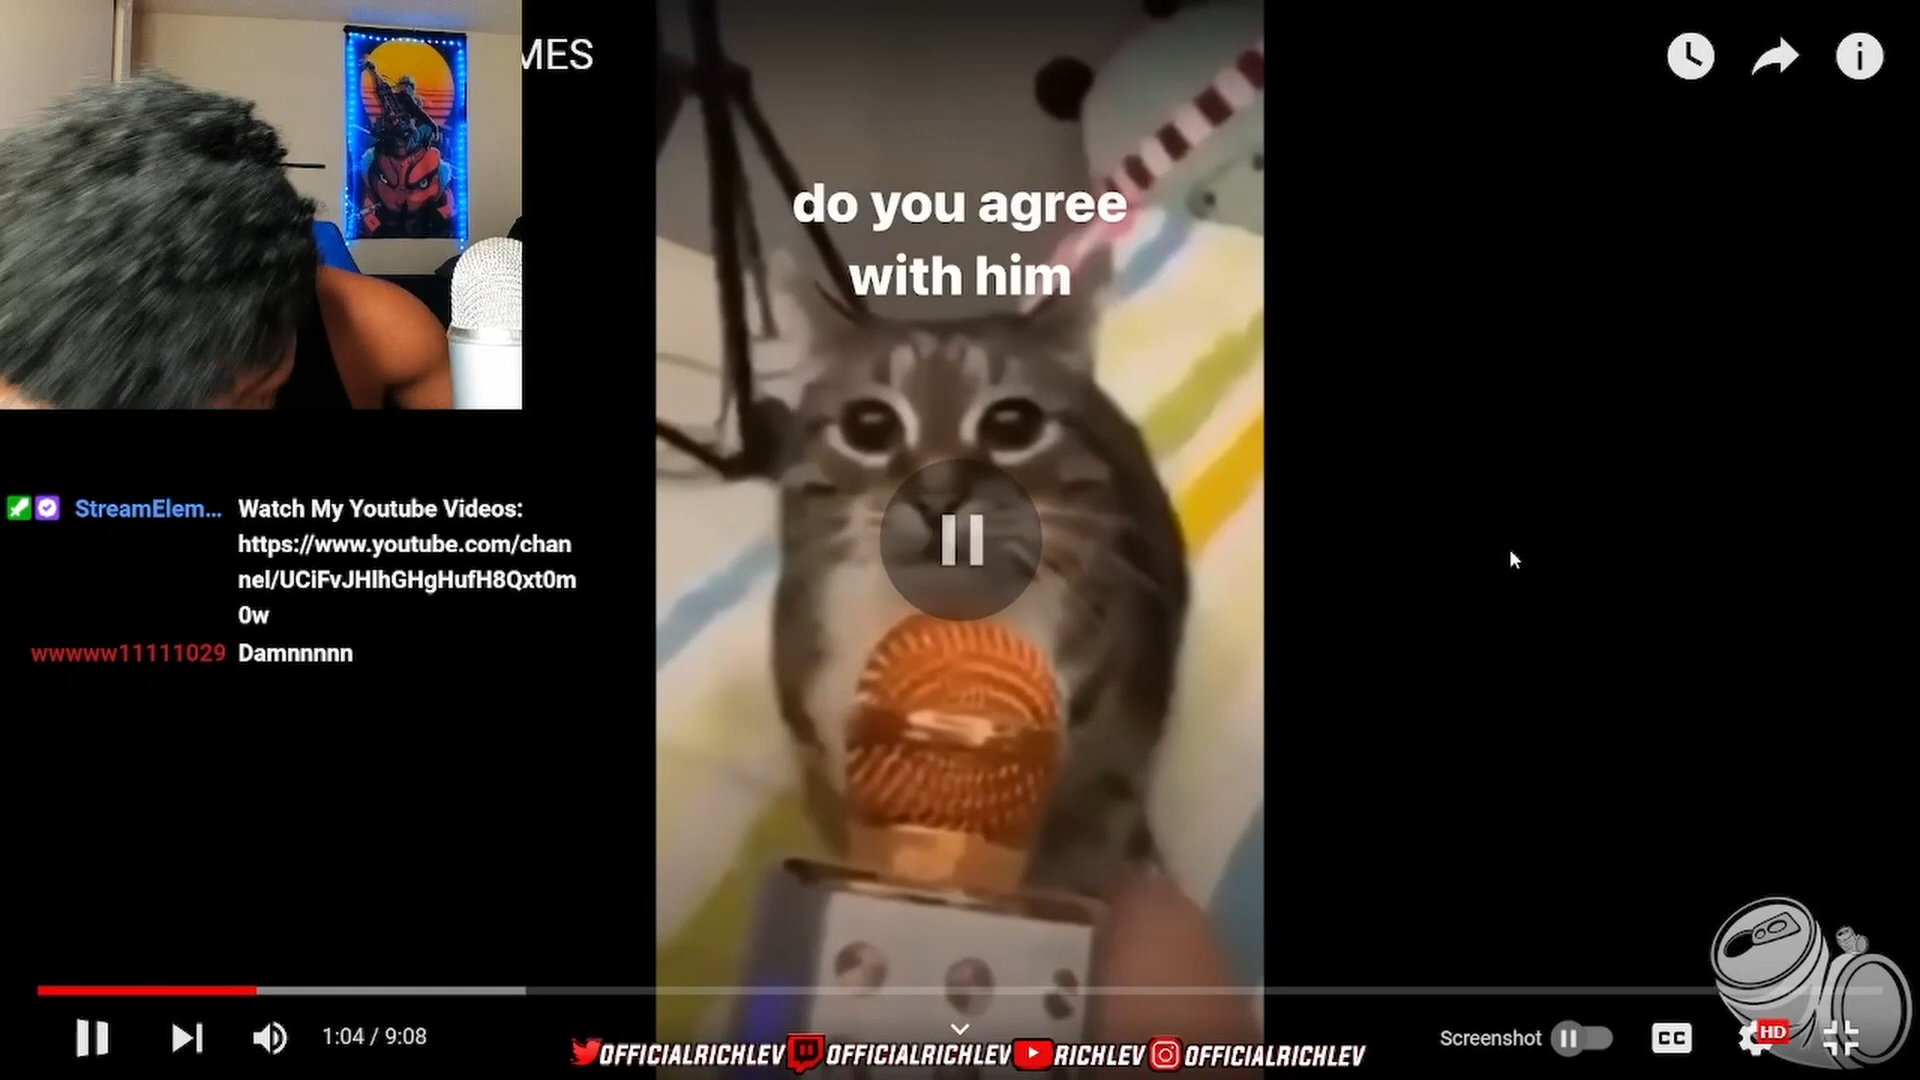 MES
do you agree
with him
StreamElem... Watch My Youtube Videos:
https://www.youtube.com/chan
nel/UCiFvJHlhGHgHufH8Qxt0m
0w
wwwww11111029 Damnnnnn
1:04 / 9:08
Screenshot
CC
HD
OFFICIALRICHLEV OFFICIALRICHLEV RICHLEV OFFICIALRICHLEV